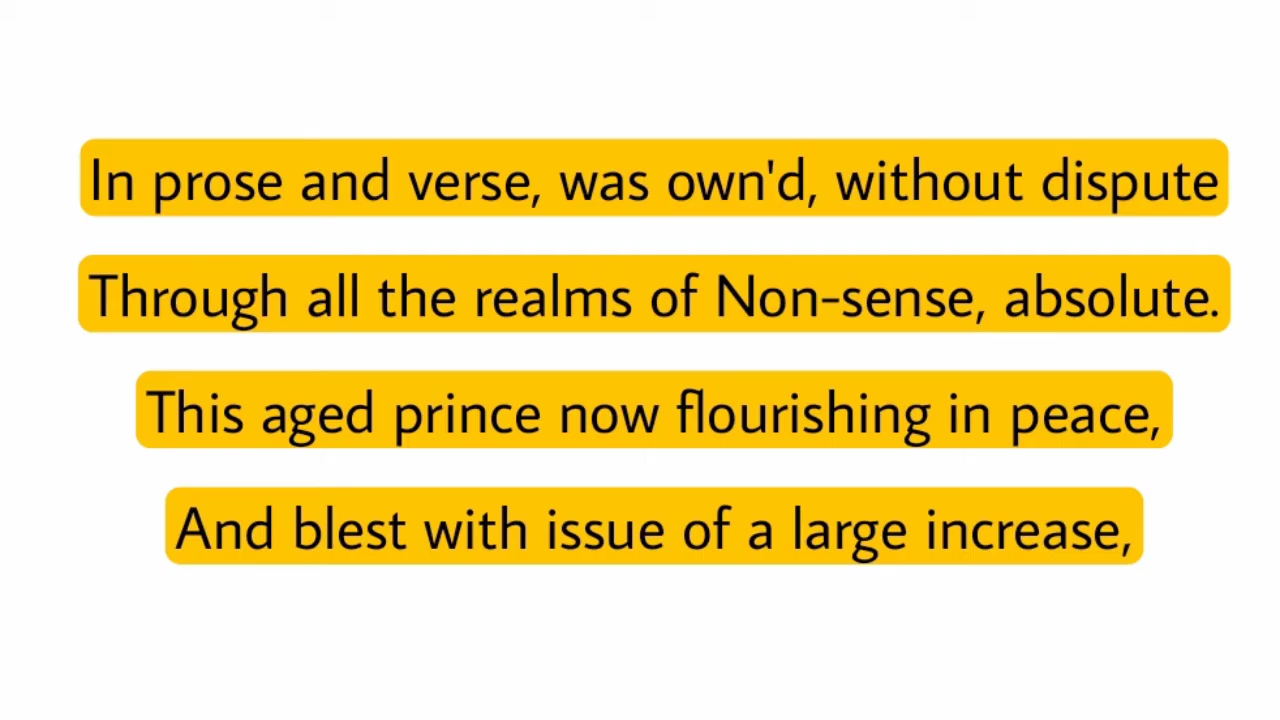 In prose and verse, was own'd, without dispute
Through all the realms of Non-sense, absolute.
This aged prince now flourishing in peace,
And blest with issue of a large increase,